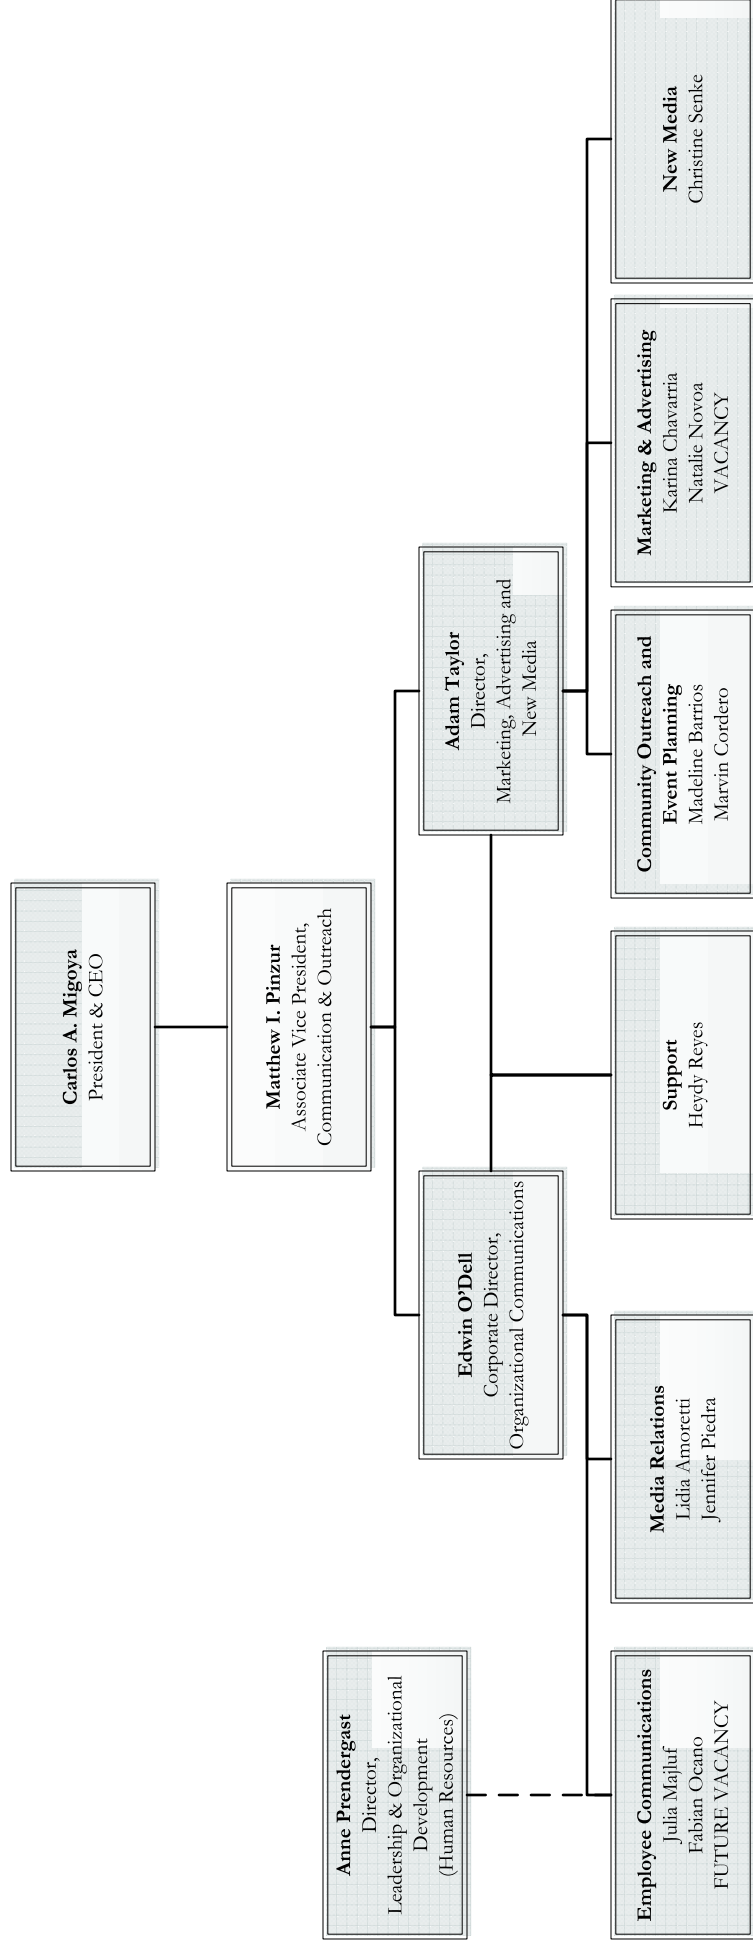 Carlos A. Migoya
President & CEO
Matthew I. Pinzur
Associate Vice President,
Communication & Outreach
Anne Prendergast
Director,
Leadership & Organizational
Development
(Human Resources)
Edwin O’Dell
Corporate Director,
Organizational Communications
Adam Taylor
Director,
Marketing, Advertising and
New Media
Employee Communications
Julia Majluf
Fabian Ocano
FUTURE VACANCY
Media Relations
Lidia Amoretti
Jennifer Piedra
Support
Heydy Reyes
Community Outreach and
Event Planning
Madeline Barrios
Marvin Cordero
Marketing & Advertising
Karina Chavarria
Natalie Novoa
VACANCY
New Media
Christine Senke